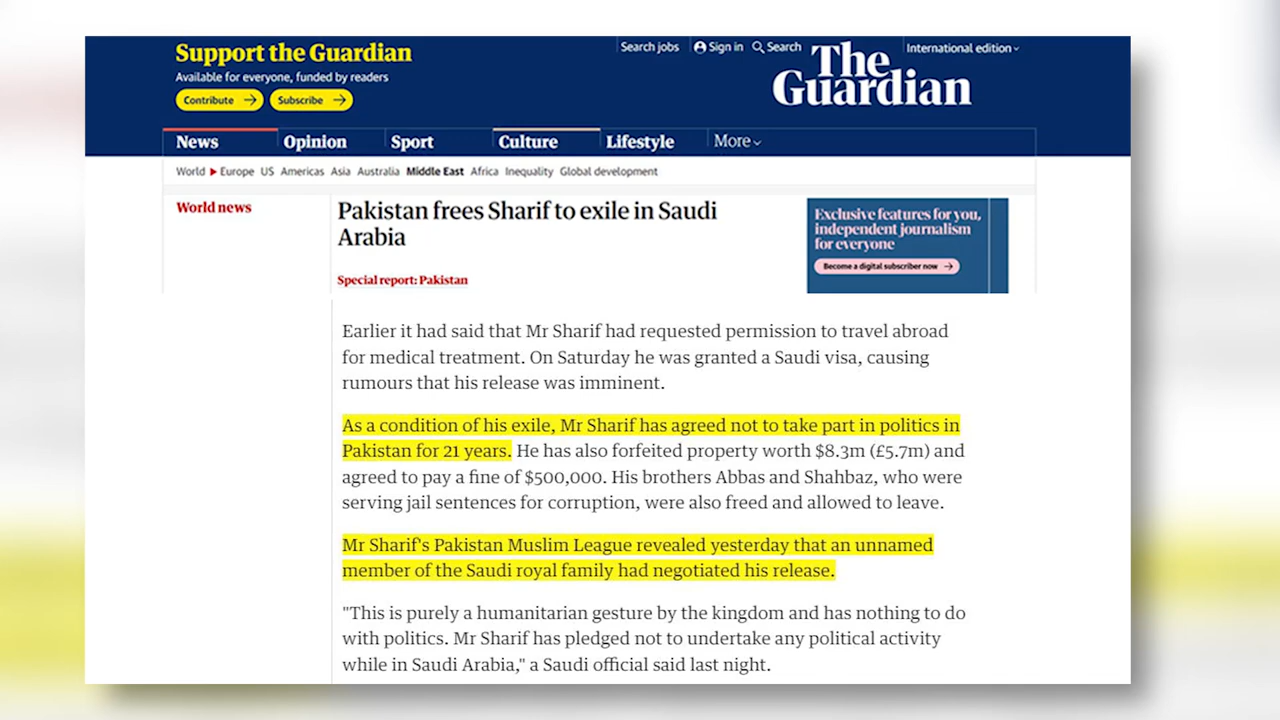 Support the Guardian
Available for everyone, funded by readers
Contribute →
Subscribe →
Search jobs
Sign in
Search
International edition
The
Guardian
News
Opinion
Sport
Culture
Lifestyle
More
World
Europe
US
Americas
Asia
Australia
Middle East
Africa
Inequality
Global development
World news
Pakistan frees Sharif to exile in Saudi
Arabia
Special report: Pakistan
Exclusive features for you,
independent journalism
for everyone
Become a digital subscriber now →
Earlier it had said that Mr Sharif had requested permission to travel abroad
for medical treatment. On Saturday he was granted a Saudi visa, causing
rumours that his release was imminent.
As a condition of his exile, Mr Sharif has agreed not to take part in politics in
Pakistan for 21 years. He has also forfeited property worth $8.3m (£5.7m) and
agreed to pay a fine of $500,000. His brothers Abbas and Shahbaz, who were
serving jail sentences for corruption, were also freed and allowed to leave.
Mr Sharif's Pakistan Muslim League revealed yesterday that an unnamed
member of the Saudi royal family had negotiated his release.
"This is purely a humanitarian gesture by the kingdom and has nothing to do
with politics. Mr Sharif has pledged not to undertake any political activity
while in Saudi Arabia," a Saudi official said last night.